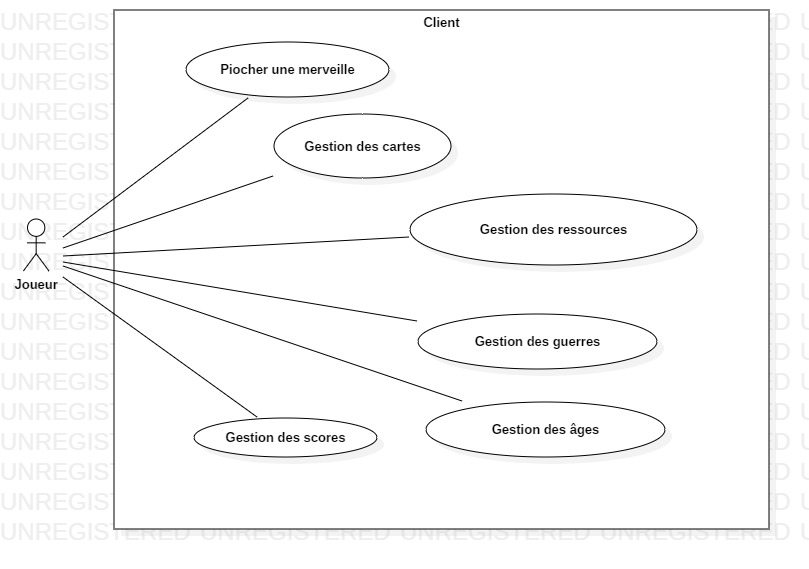 Client
Piocher une merveille
Gestion des cartes
Gestion des ressources
Joueur
Gestion des guerres
Gestion des âges
Gestion des scores
UNREGISTERED UNREGISTERED UNREGISTERED UNREGISTERED